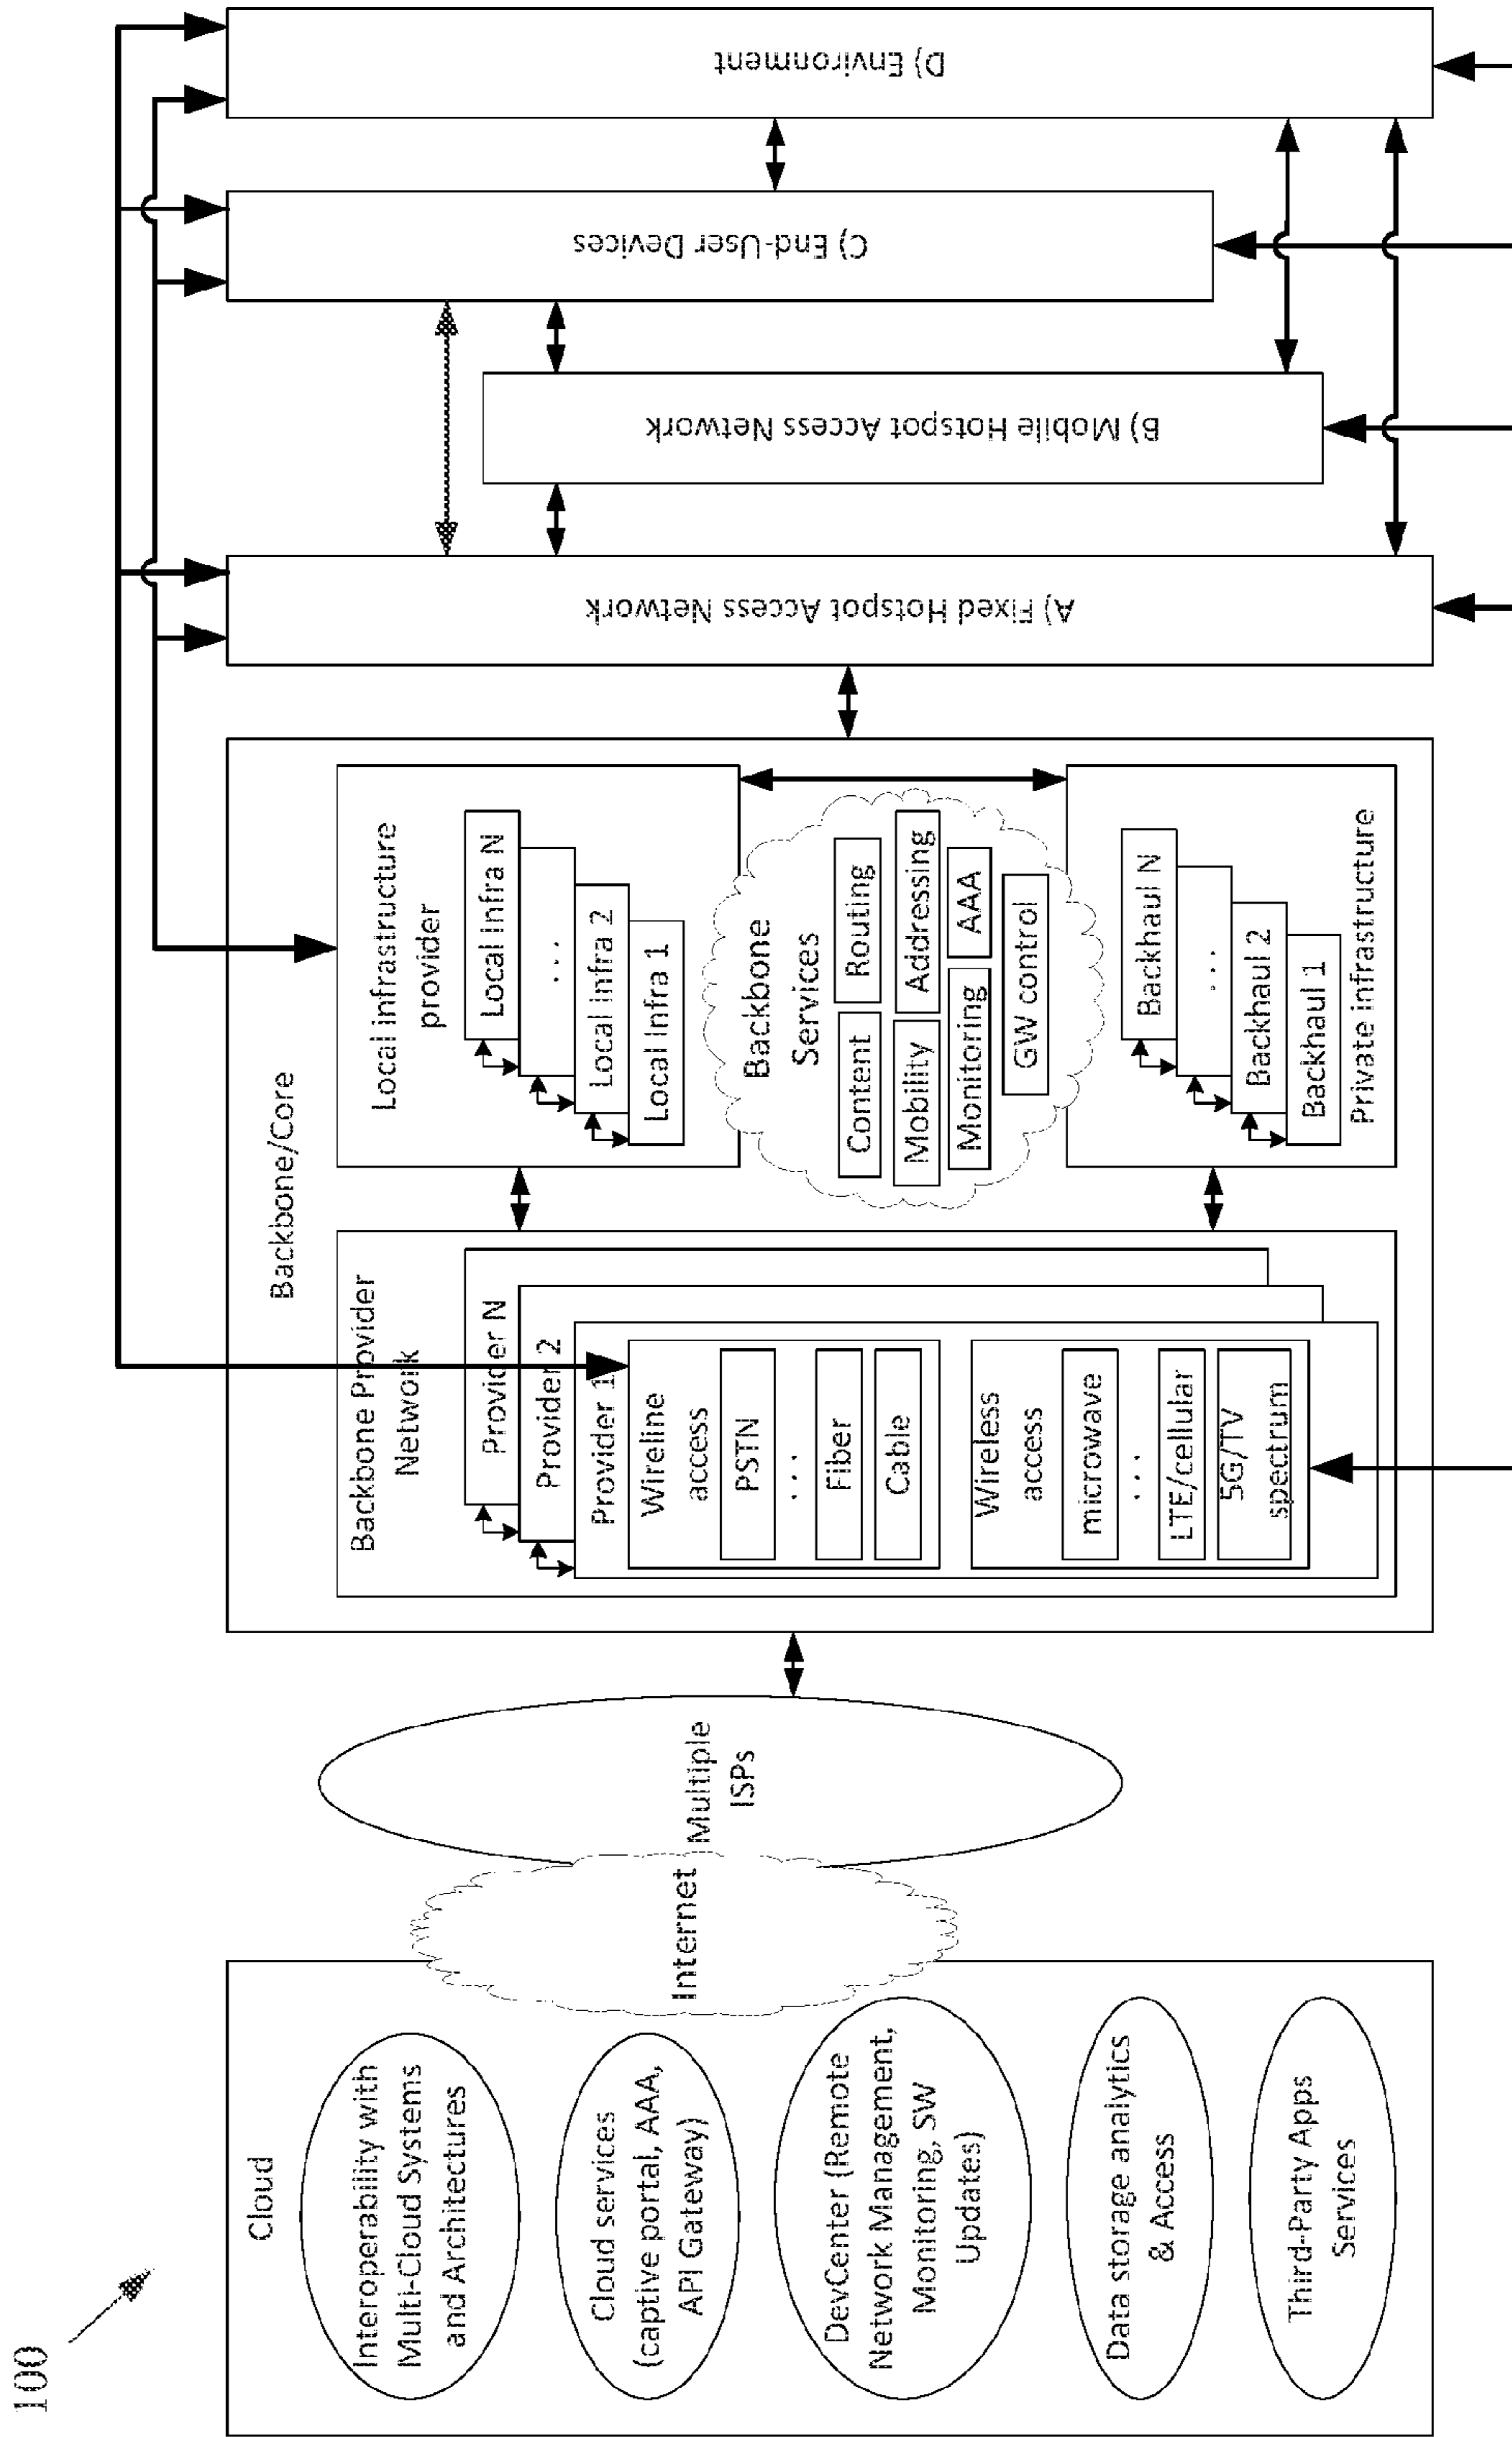 100
Cloud
Interoperability with
Multi-Cloud Systems
and Architectures
Cloud services
(captive portal, AAA,
API Gateway)
DevCenter (Remote
Network Management,
Monitoring, SW
Updates)
Data storage analytics
& Access
Third-Party Apps
Services
Internet
Multiple
ISPs
Backbone/Core
Backbone Provider
Network
Provider N
Provider 2
Provider 1
Wireline
access
PSTN
...
Fiber
Cable
Wireless
access
microwave
...
LTE/cellular
5G/TV
spectrum
Local infrastructure
provider
Local Infra N
...
Local Infra 2
Local Infra 1
Backbone
Services
Content
Routing
Mobility
Addressing
Monitoring
AAA
GW control
Backhaul N
...
Backhaul 2
Backhaul 1
Private infrastructure
A) Fixed Hotspot Access Network
B) Mobile Hotspot Access Network
C) End-User Devices
D) Environment